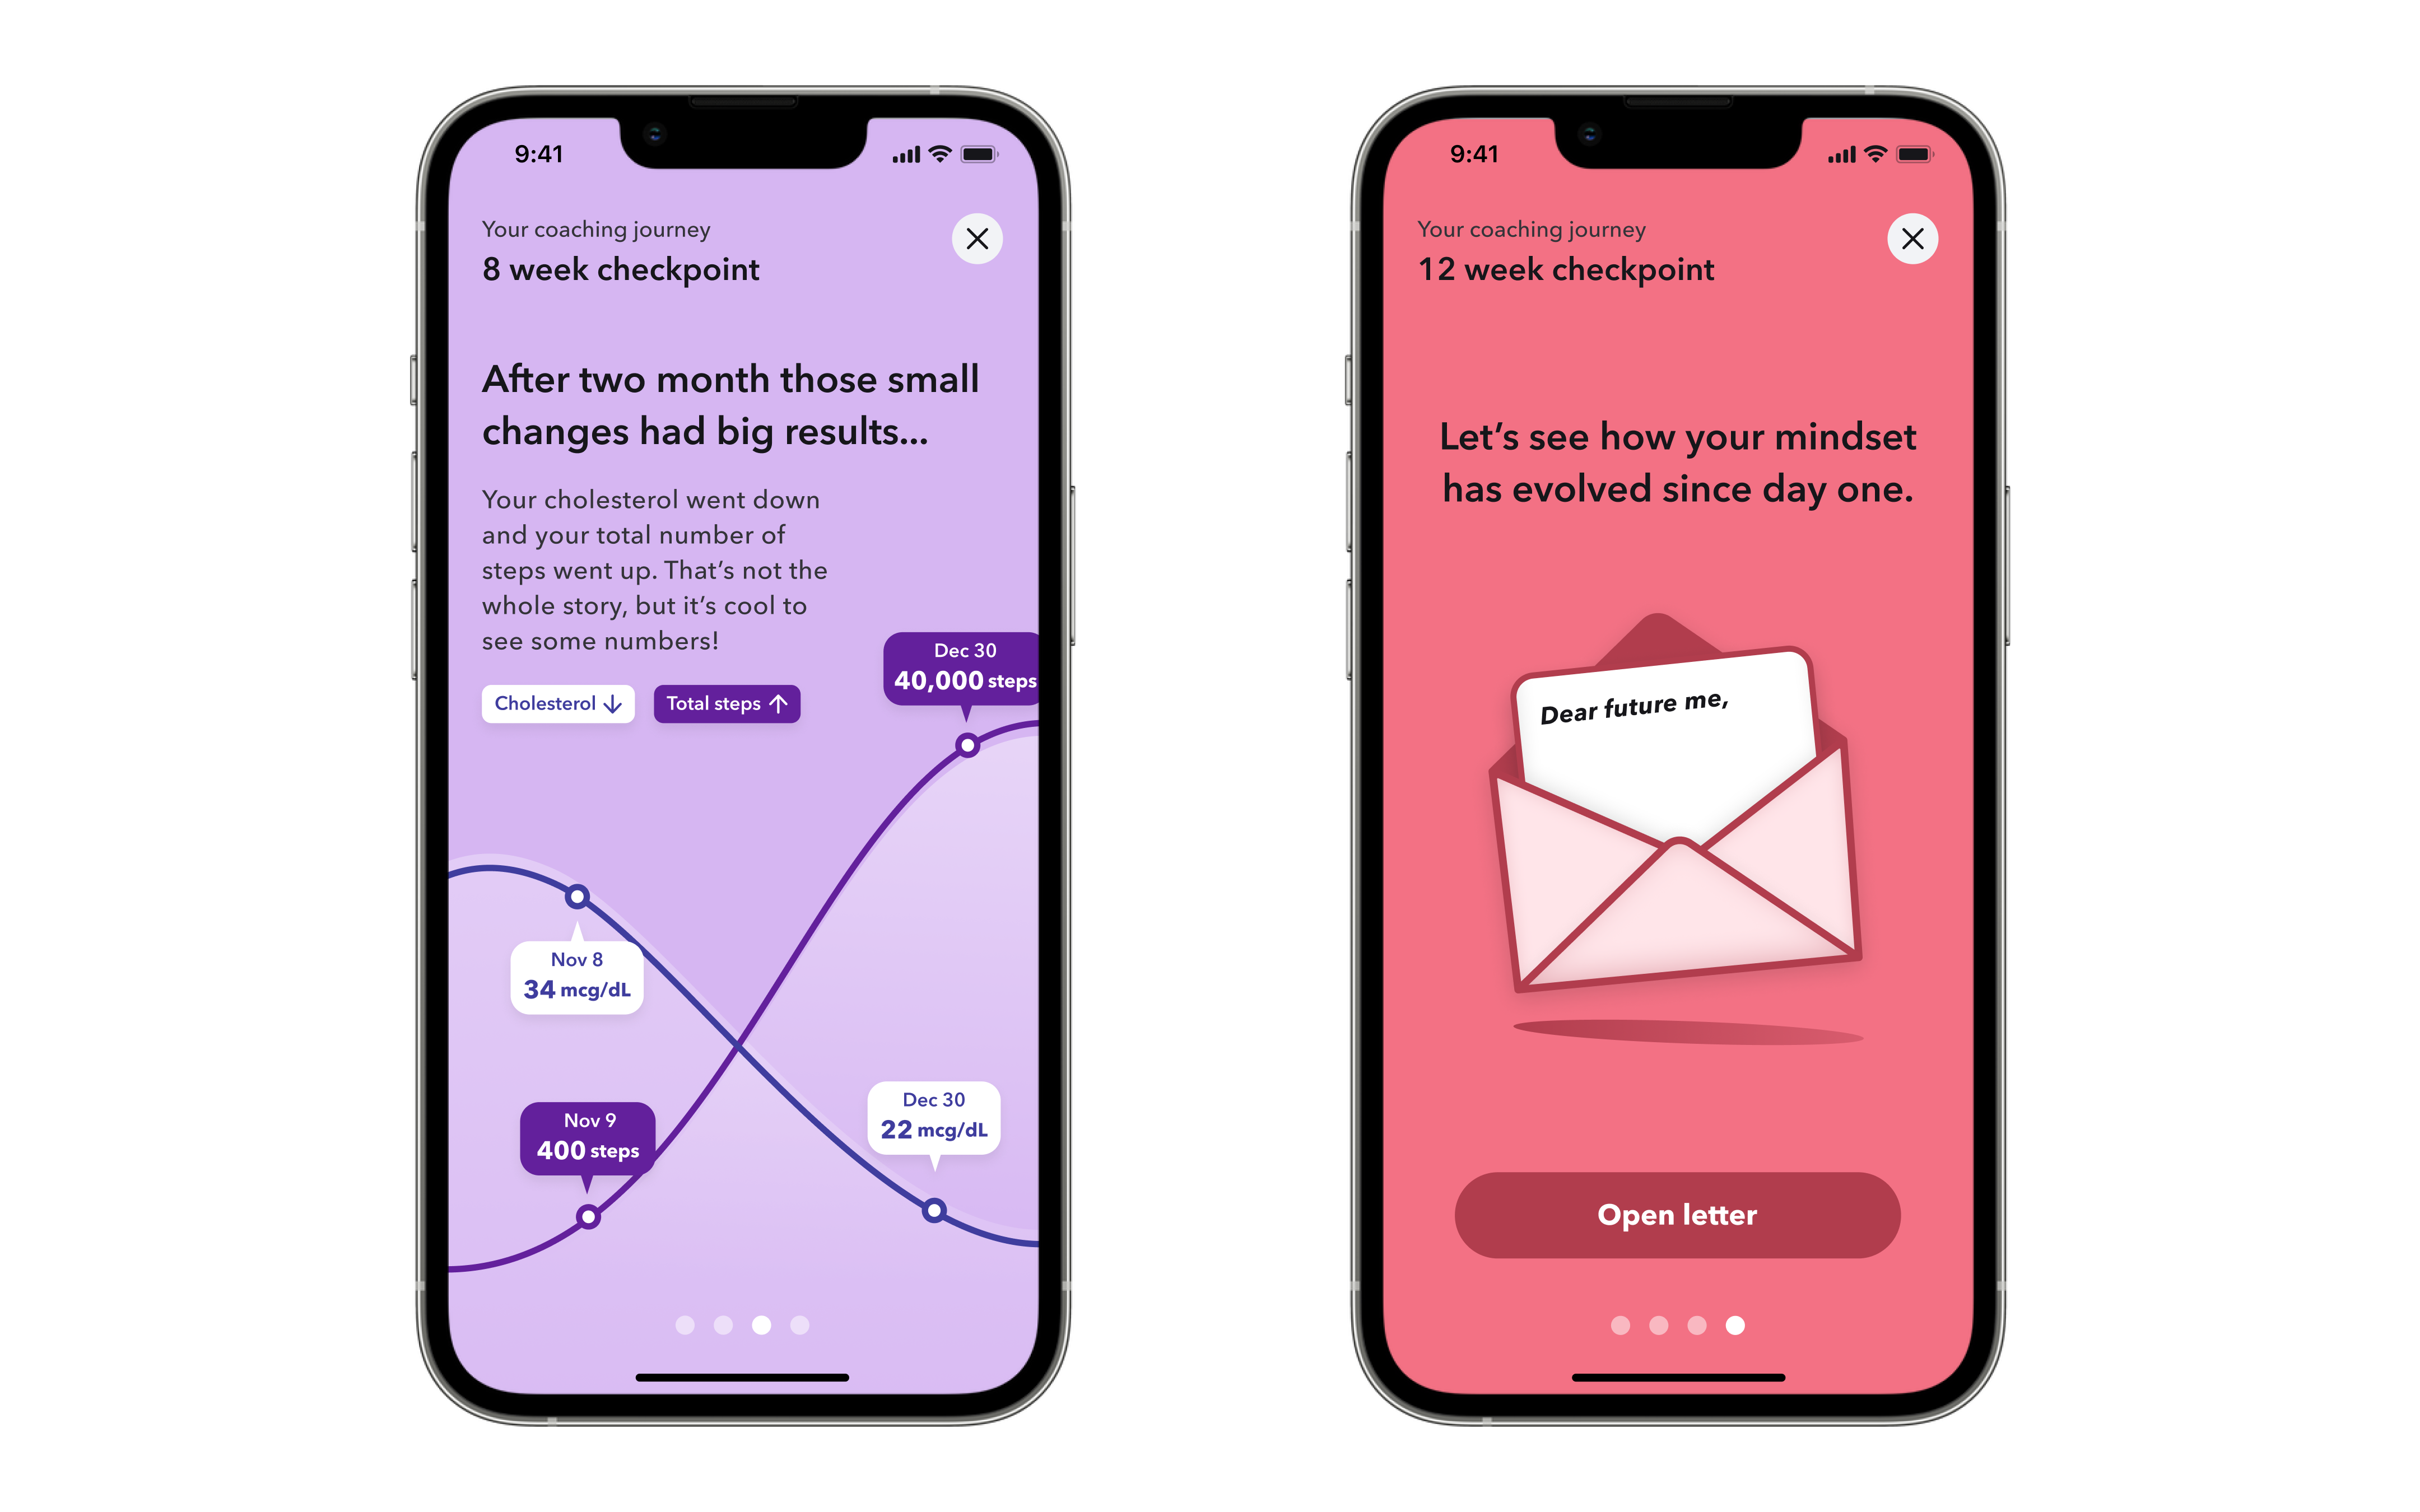 9:41
Your coaching journey
8 week checkpoint
After two month those small
changes had big results...
Your cholesterol went down
and your total number of
steps went up. That’s not the
whole story, but it’s cool to
see some numbers!
Cholesterol ↓
Total steps ↑
Dec 30
40,000 steps
Nov 8
34 mcg/dL
Dec 30
22 mcg/dL
Nov 9
400 steps
9:41
Your coaching journey
12 week checkpoint
Let’s see how your mindset
has evolved since day one.
Dear future me,
Open letter